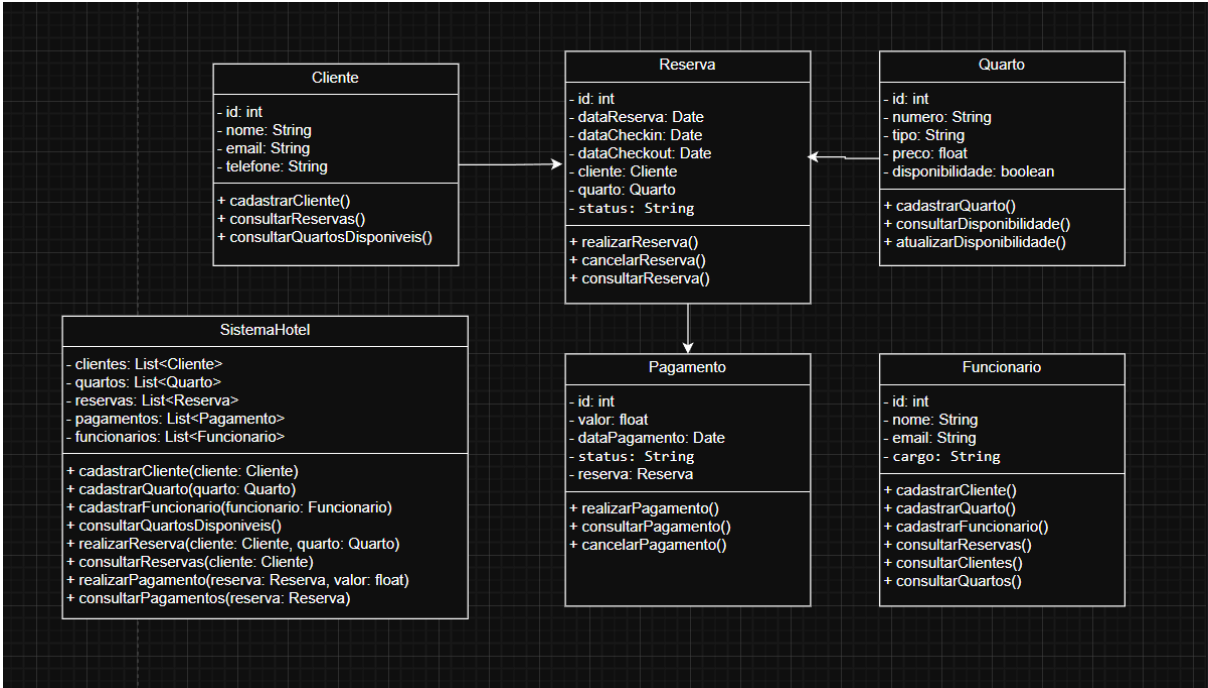 Cliente
- id: int
- nome: String
- email: String
- telefone: String
+ cadastrarCliente()
+ consultarReservas()
+ consultarQuartosDisponiveis()
Reserva
- id: int
- dataReserva: Date
- dataCheckin: Date
- dataCheckout: Date
- cliente: Cliente
- quarto: Quarto
- status: String
+ realizarReserva()
+ cancelarReserva()
+ consultarReserva()
Quarto
- id: int
- numero: String
- tipo: String
- preco: float
- disponibilidade: boolean
+ cadastrarQuarto()
+ consultarDisponibilidade()
+ atualizarDisponibilidade()
SistemaHotel
- clientes: List<Cliente>
- quartos: List<Quarto>
- reservas: List<Reserva>
- pagamentos: List<Pagamento>
- funcionarios: List<Funcionario>
+ cadastrarCliente(cliente: Cliente)
+ cadastrarQuarto(quarto: Quarto)
+ cadastrarFuncionario(funcionario: Funcionario)
+ consultarQuartosDisponiveis()
+ realizarReserva(cliente: Cliente, quarto: Quarto)
+ consultarReservas(cliente: Cliente)
+ realizarPagamento(reserva: Reserva, valor: float)
+ consultarPagamentos(reserva: Reserva)
Pagamento
- id: int
- valor: float
- dataPagamento: Date
- status: String
- reserva: Reserva
+ realizarPagamento()
+ consultarPagamento()
+ cancelarPagamento()
Funcionario
- id: int
- nome: String
- email: String
- cargo: String
+ cadastrarCliente()
+ cadastrarQuarto()
+ cadastrarFuncionario()
+ consultarReservas()
+ consultarClientes()
+ consultarQuartos()